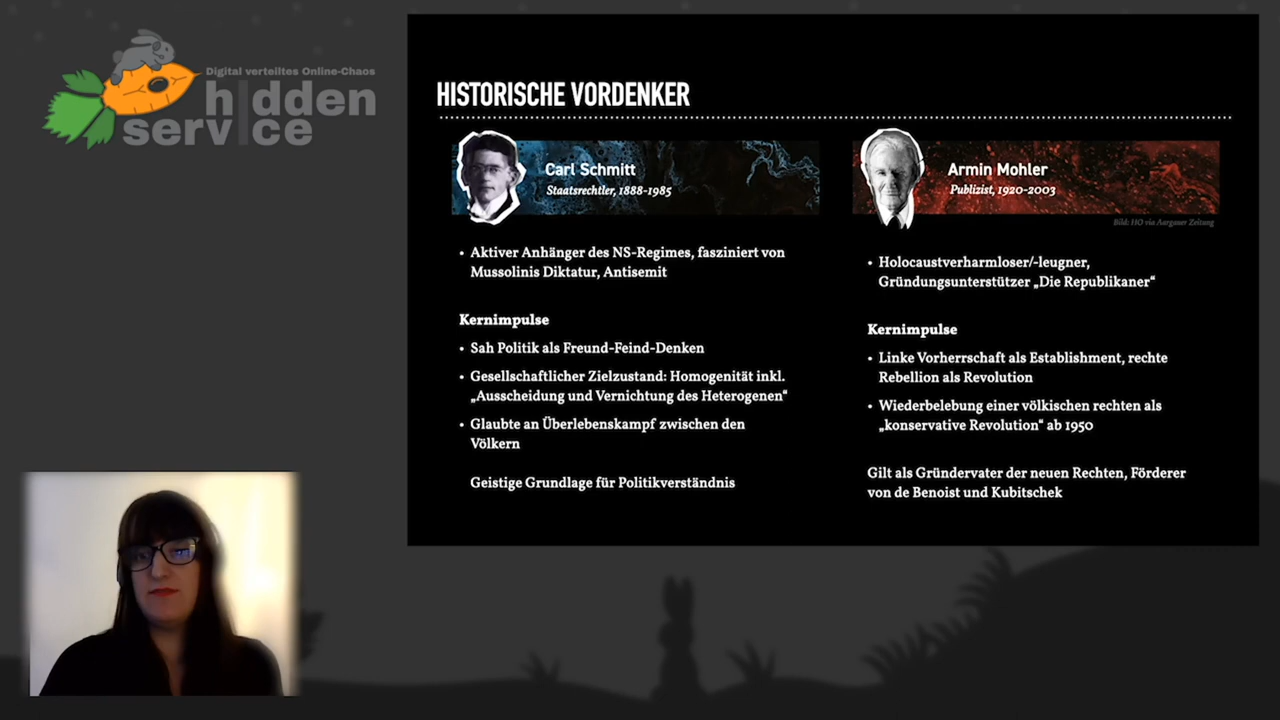 Digital verteiltes Online-Chaos
hidden
service
HISTORISCHE VORDENKER
Carl Schmitt
Staatsrechtler, 1888-1985
• Aktiver Anhänger des NS-Regimes, fasziniert von
Mussolinis Diktatur, Antisemit
Kernimpulse
• Sah Politik als Freund-Feind-Denken
• Gesellschaftlicher Zielzustand: Homogenität inkl.
„Ausscheidung und Vernichtung des Heterogenen“
• Glaubte an Überlebenskampf zwischen den
Völkern
Geistige Grundlage für Politikverständnis
Armin Mohler
Publizist, 1920-2003
Bild: HO via Aargauer Zeitung
• Holocaustverharmloser/-leugner,
Gründungsunterstützer „Die Republikaner“
Kernimpulse
• Linke Vorherrschaft als Establishment, rechte
Rebellion als Revolution
• Wiederbelebung einer völkischen rechten als
„konservative Revolution“ ab 1950
Gilt als Gründervater der neuen Rechten, Förderer
von de Benoist und Kubitschek